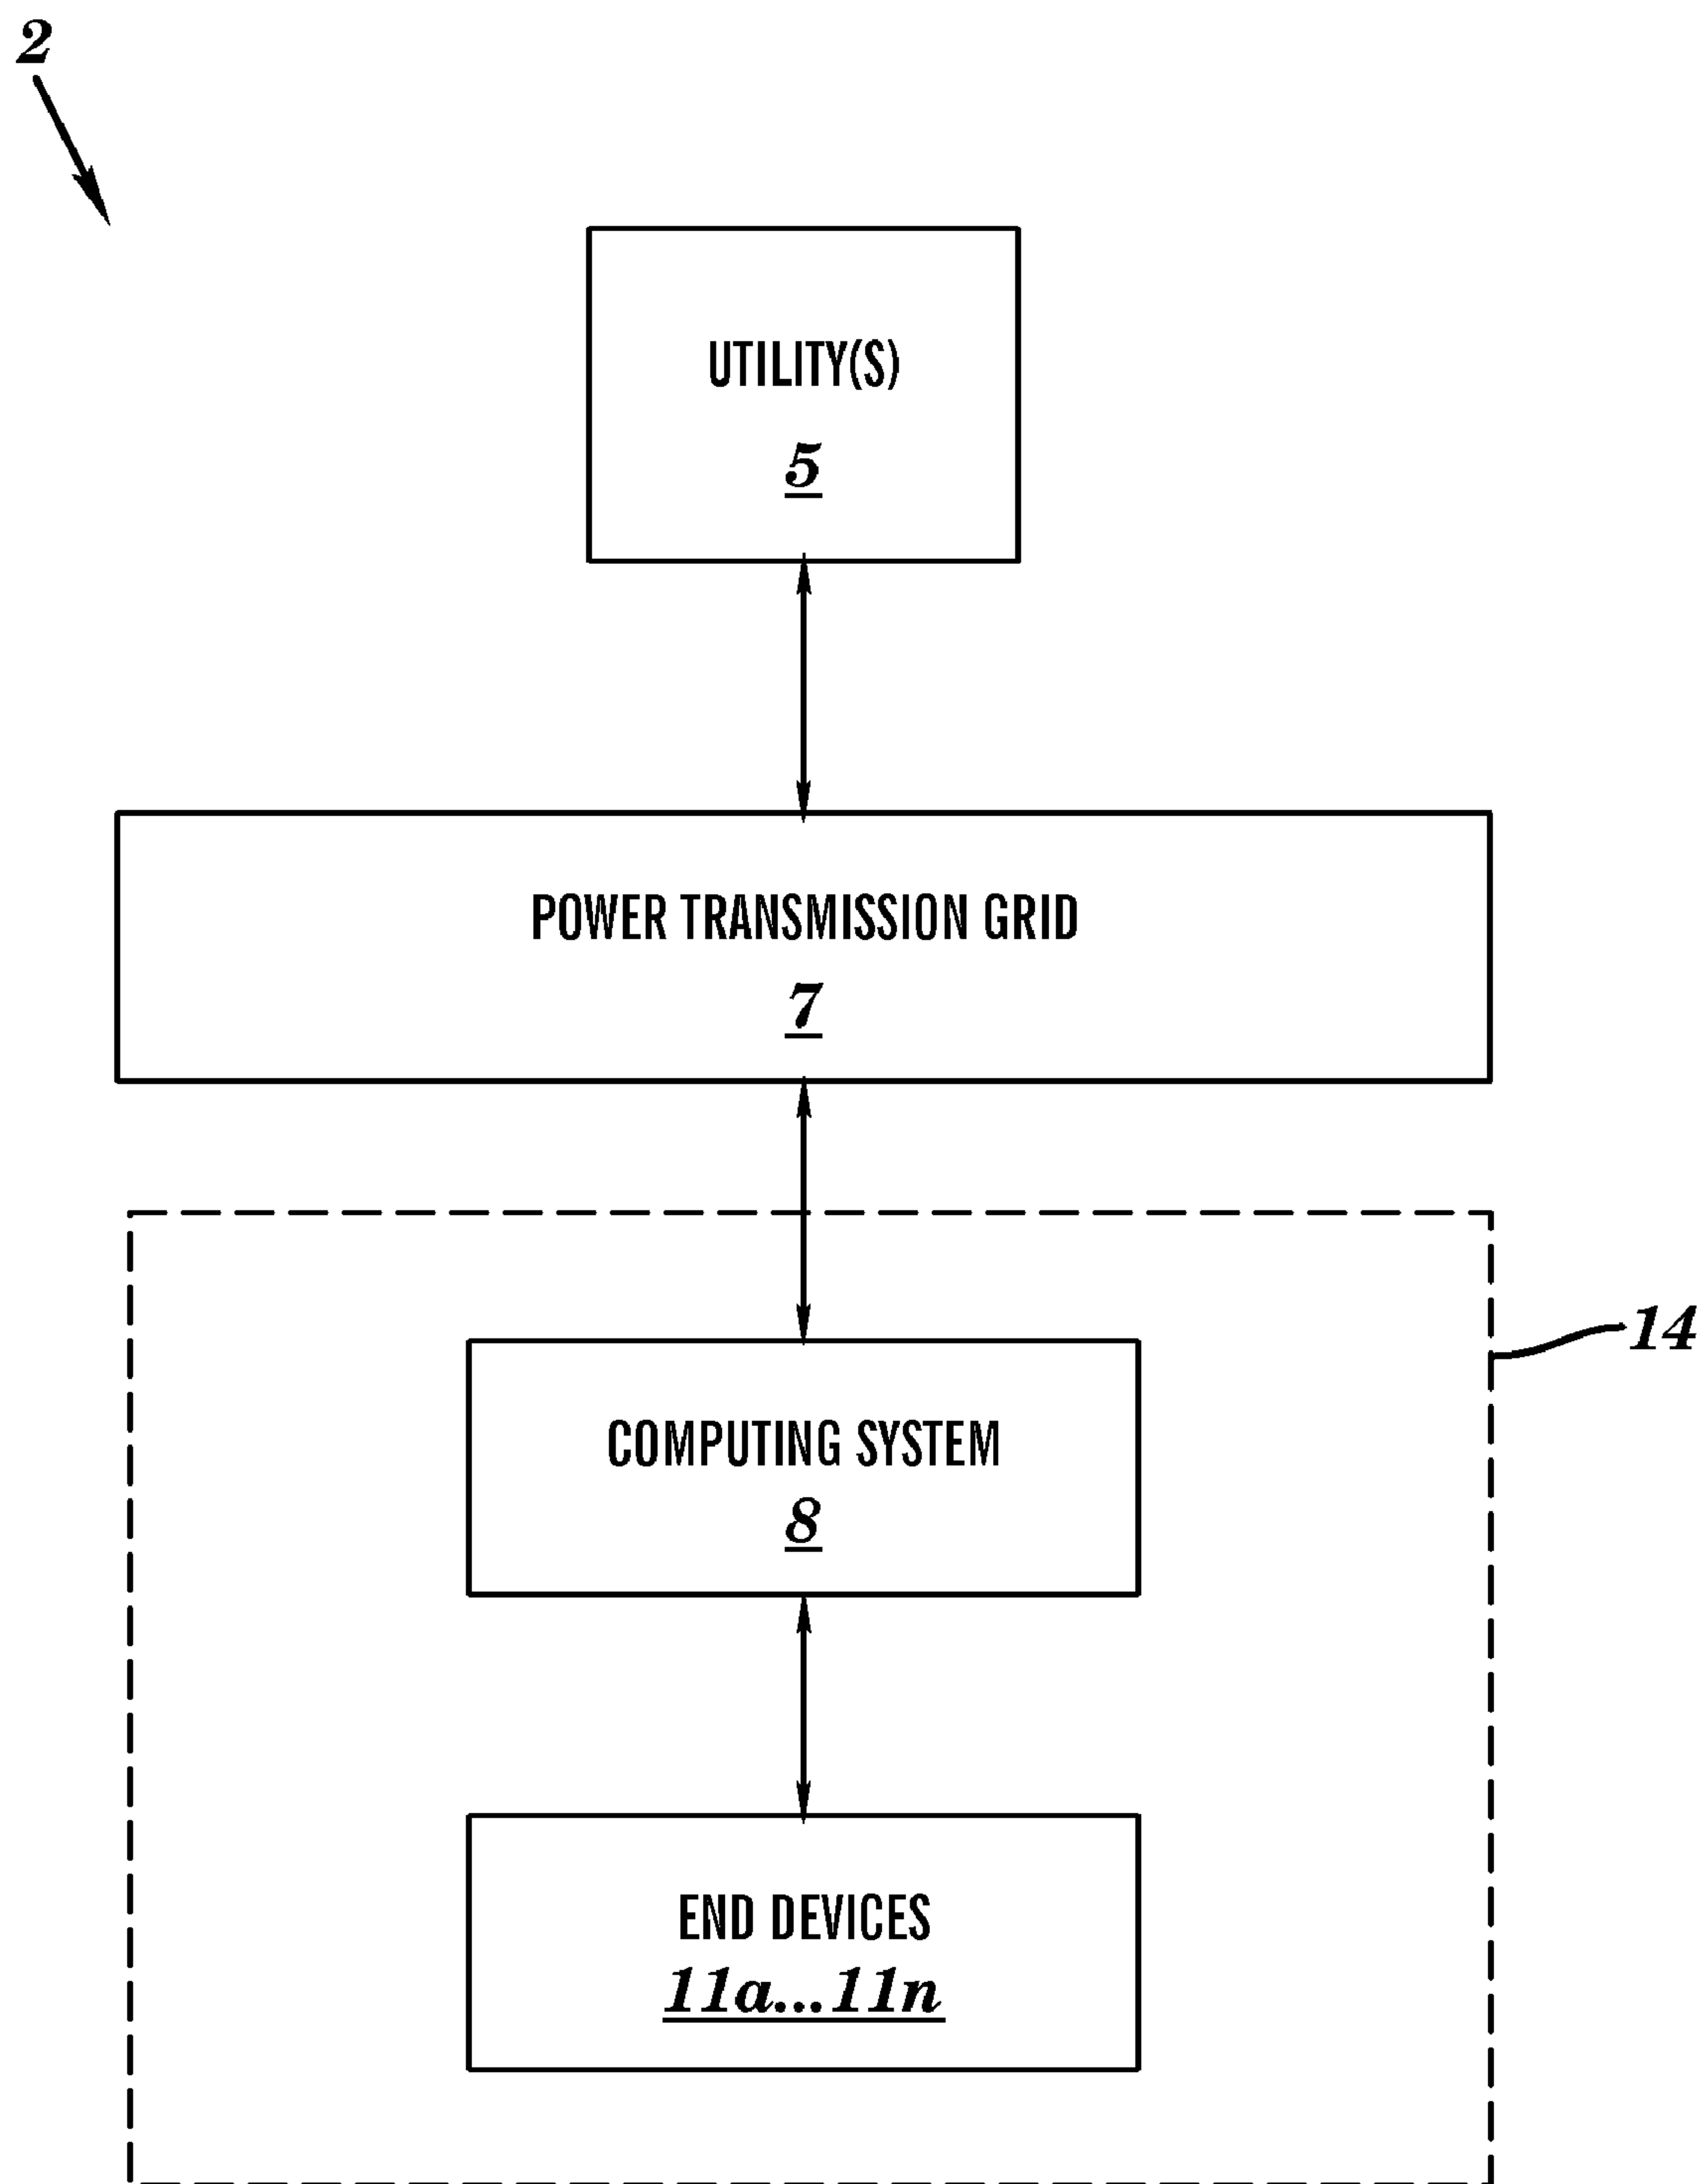 2
UTILITY(S)
5
POWER TRANSMISSION GRID
7
14
COMPUTING SYSTEM
8
END DEVICES
11a...11n